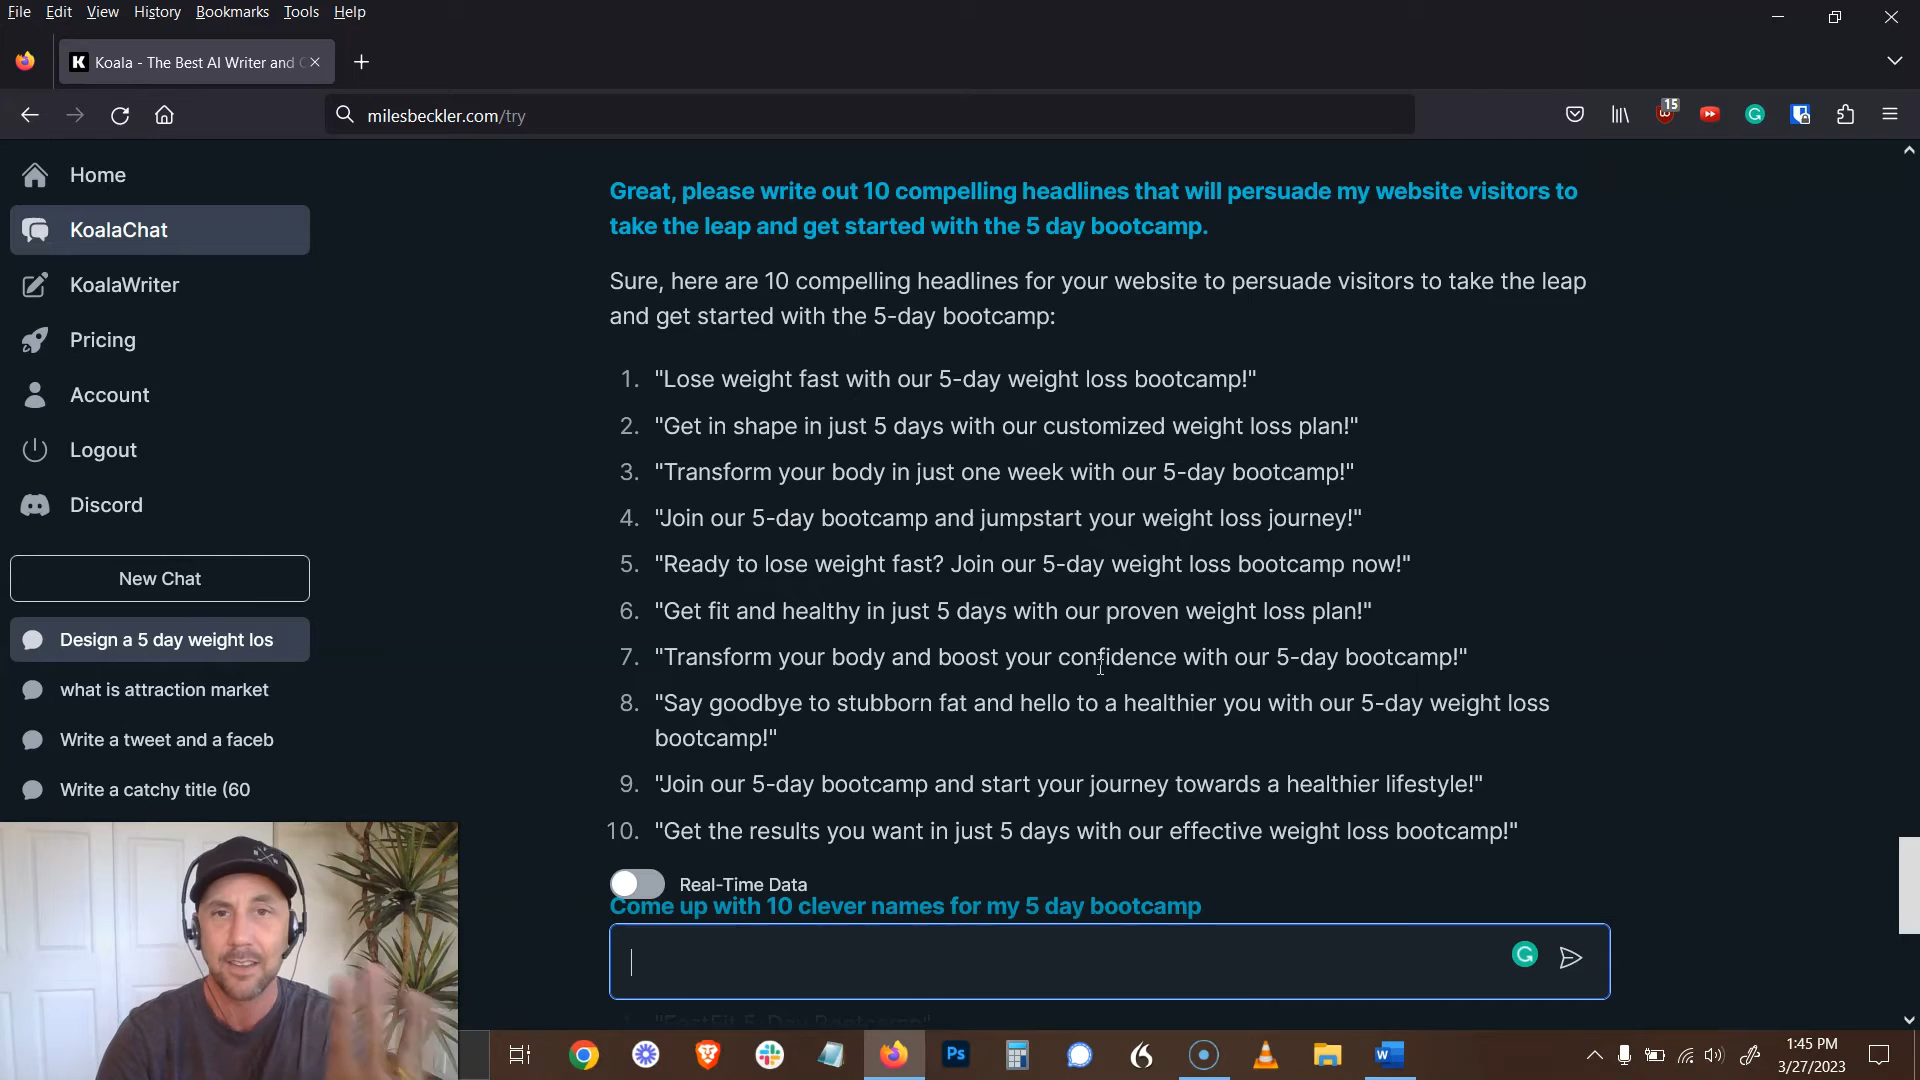 File Edit View History Bookmarks Tools Help
Koala - The Best AI Writer and C
milesbeckler.com/try
15
Home
KoalaChat
KoalaWriter
Pricing
Account
Logout
Discord
New Chat
Design a 5 day weight los
what is attraction market
Write a tweet and a faceb
Write a catchy title (60
Great, please write out 10 compelling headlines that will persuade my website visitors to
take the leap and get started with the 5 day bootcamp.
Sure, here are 10 compelling headlines for your website to persuade visitors to take the leap
and get started with the 5-day bootcamp:
1. "Lose weight fast with our 5-day weight loss bootcamp!"
2. "Get in shape in just 5 days with our customized weight loss plan!"
3. "Transform your body in just one week with our 5-day bootcamp!"
4. "Join our 5-day bootcamp and jumpstart your weight loss journey!"
5. "Ready to lose weight fast? Join our 5-day weight loss bootcamp now!"
6. "Get fit and healthy in just 5 days with our proven weight loss plan!"
7. "Transform your body and boost your confidence with our 5-day bootcamp!"
8. "Say goodbye to stubborn fat and hello to a healthier you with our 5-day weight loss
bootcamp!"
9. "Join our 5-day bootcamp and start your journey towards a healthier lifestyle!"
10. "Get the results you want in just 5 days with our effective weight loss bootcamp!"
Real-Time Data
Come up with 10 clever names for my 5 day bootcamp
1. "FastFit 5-Day Bootcamp"
Ps
1:45 PM
3/27/2023